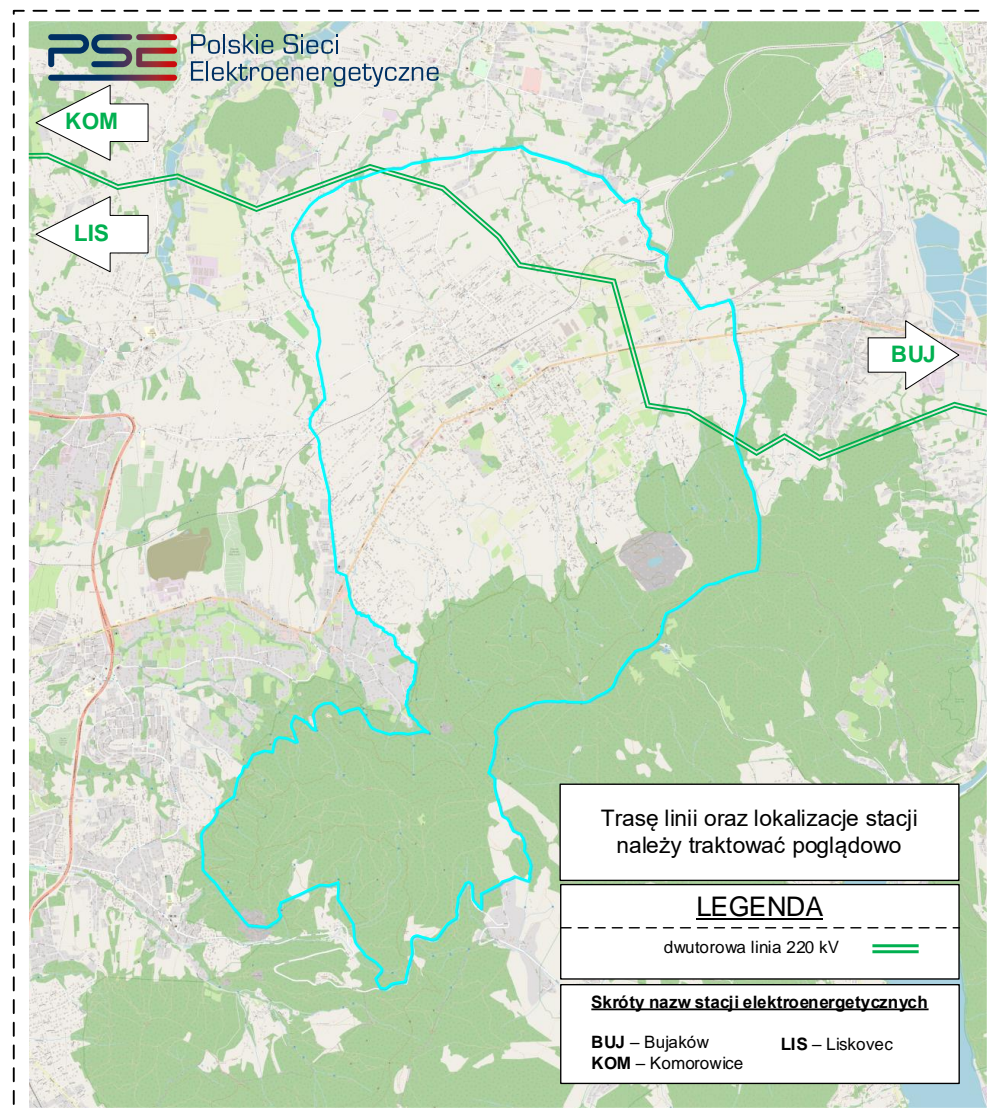 PSE Polskie Sieci
Elektroenergetyczne
KOM
LIS
BUJ
Trasę linii oraz lokalizacje stacji
należy traktować poglądowo
LEGENDA
dwutorowa linia 220 kV
Skróty nazw stacji elektroenergetycznych
BUJ – Bujaków
LIS – Liskovec
KOM – Komorowice